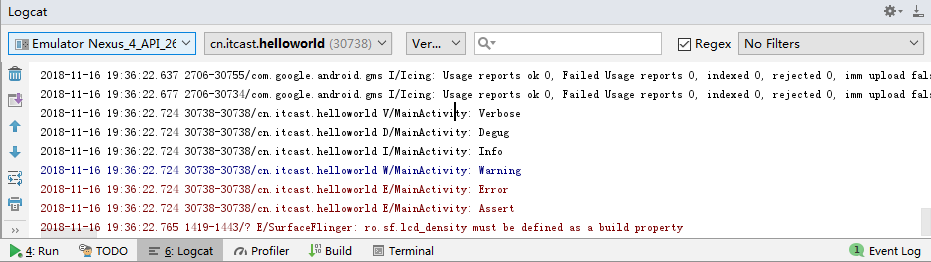 Logcat
Emulator Nexus_4_API_26 cn.itcast.helloworld (30738) Ver... Regex No Filters
2018-11-16 19:36:22.637 2706-30755/com.google.android.gms I/Icing: Usage reports ok 0, Failed Usage reports 0, indexed 0, rejected 0, imm upload fals
2018-11-16 19:36:22.677 2706-30734/com.google.android.gms I/Icing: Usage reports ok 0, Failed Usage reports 0, indexed 0, rejected 0, imm upload fals
2018-11-16 19:36:22.724 30738-30738/cn.itcast.helloworld V/MainActivity: Verbose
2018-11-16 19:36:22.724 30738-30738/cn.itcast.helloworld D/MainActivity: Degug
2018-11-16 19:36:22.724 30738-30738/cn.itcast.helloworld I/MainActivity: Info
2018-11-16 19:36:22.724 30738-30738/cn.itcast.helloworld W/MainActivity: Warning
2018-11-16 19:36:22.724 30738-30738/cn.itcast.helloworld E/MainActivity: Error
2018-11-16 19:36:22.724 30738-30738/cn.itcast.helloworld E/MainActivity: Assert
2018-11-16 19:36:22.765 1419-1443/? E/SurfaceFlinger: ro.sf.lcd_density must be defined as a build property
4: Run TODO 6: Logcat Profiler Build Terminal 1 Event Log